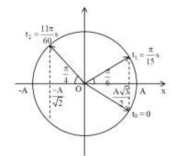 t₂ = 11π/60 s
t₁ = π/15 s
π/4
π/6
-A
-A/√2
O
A√3/2
A
x
t₀ = 0